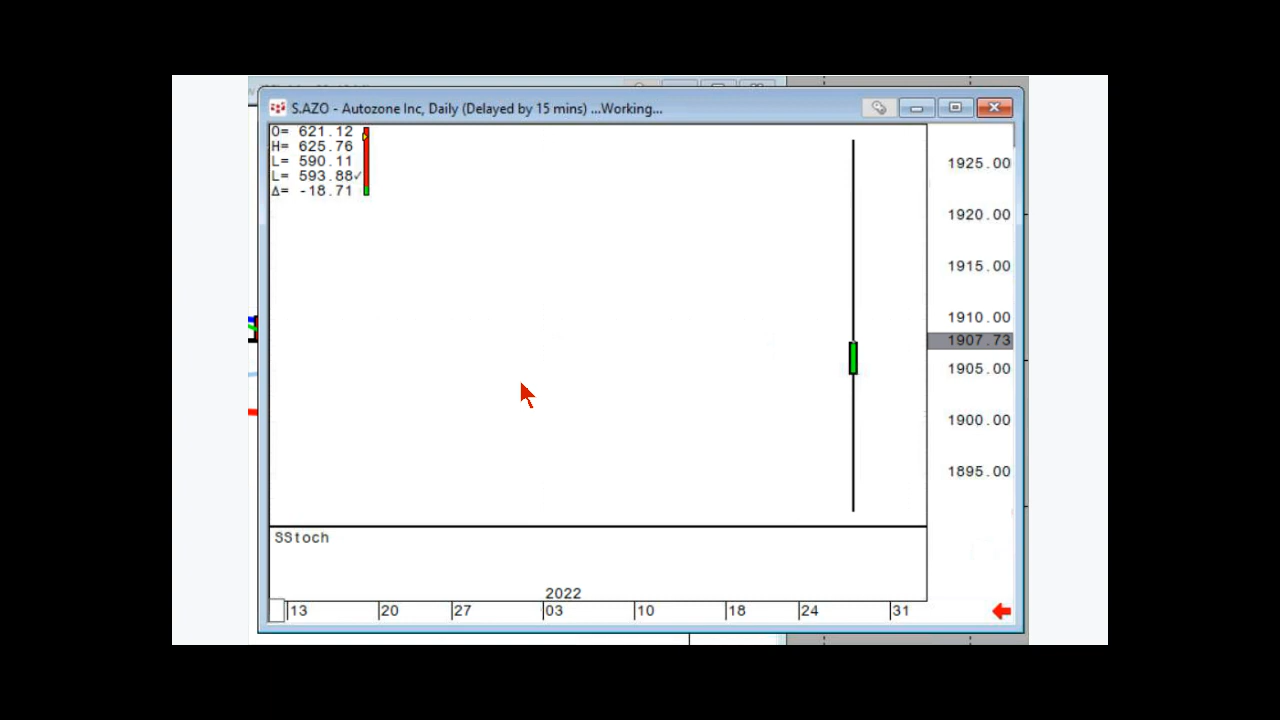 S.AZO - Autozone Inc, Daily (Delayed by 15 mins) ...Working...
O= 621.12
H= 625.76
L= 590.11
L= 593.88✓
Δ= -18.71
1925.00
1920.00
1915.00
1910.00
1907.73
1905.00
1900.00
1895.00
SStoch
2022
13 20 27 03 10 18 24 31